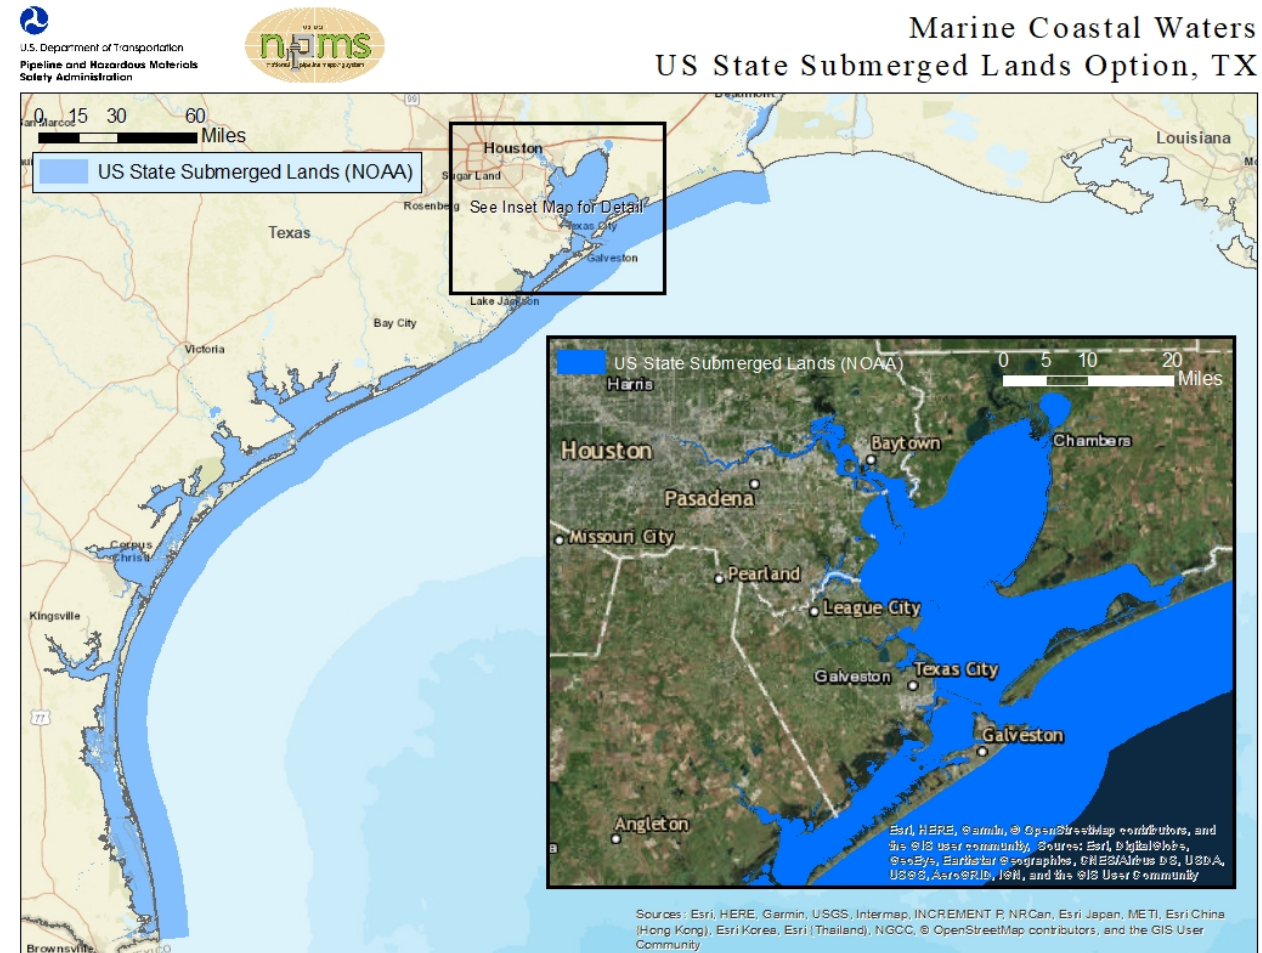 U.S. Department of Transportation
Pipeline and Hazardous Materials
Safety Administration
npms
national pipeline mapping system
Marine Coastal Waters
US State Submerged Lands Option, TX
0 15 30 60
Miles
US State Submerged Lands (NOAA)
99
Beaumont
Louisiana
Houston
Sugar Land
Rosenberg
See Inset Map for Detail
Texas City
Texas
Galveston
Lake Jackson
Bay City
Victoria
Corpus
Christi
Kingsville
77
Brownsville
US State Submerged Lands (NOAA)
0 5 10 20
Miles
Harris
Houston
Baytown
Chambers
Pasadena
Missouri City
Pearland
League City
Galveston
Texas City
Galveston
Angleton
Esri, HERE, Garmin, © OpenStreetMap contributors, and
the GIS user community, Source: Esri, DigitalGlobe,
GeoEye, Earthstar Geographics, CNES/Airbus DS, USDA,
USGS, AeroGRID, IGN, and the GIS User Community
Sources: Esri, HERE, Garmin, USGS, Intermap, INCREMENT P, NRCan, Esri Japan, METI, Esri China
(Hong Kong), Esri Korea, Esri (Thailand), NGCC, © OpenStreetMap contributors, and the GIS User
Community